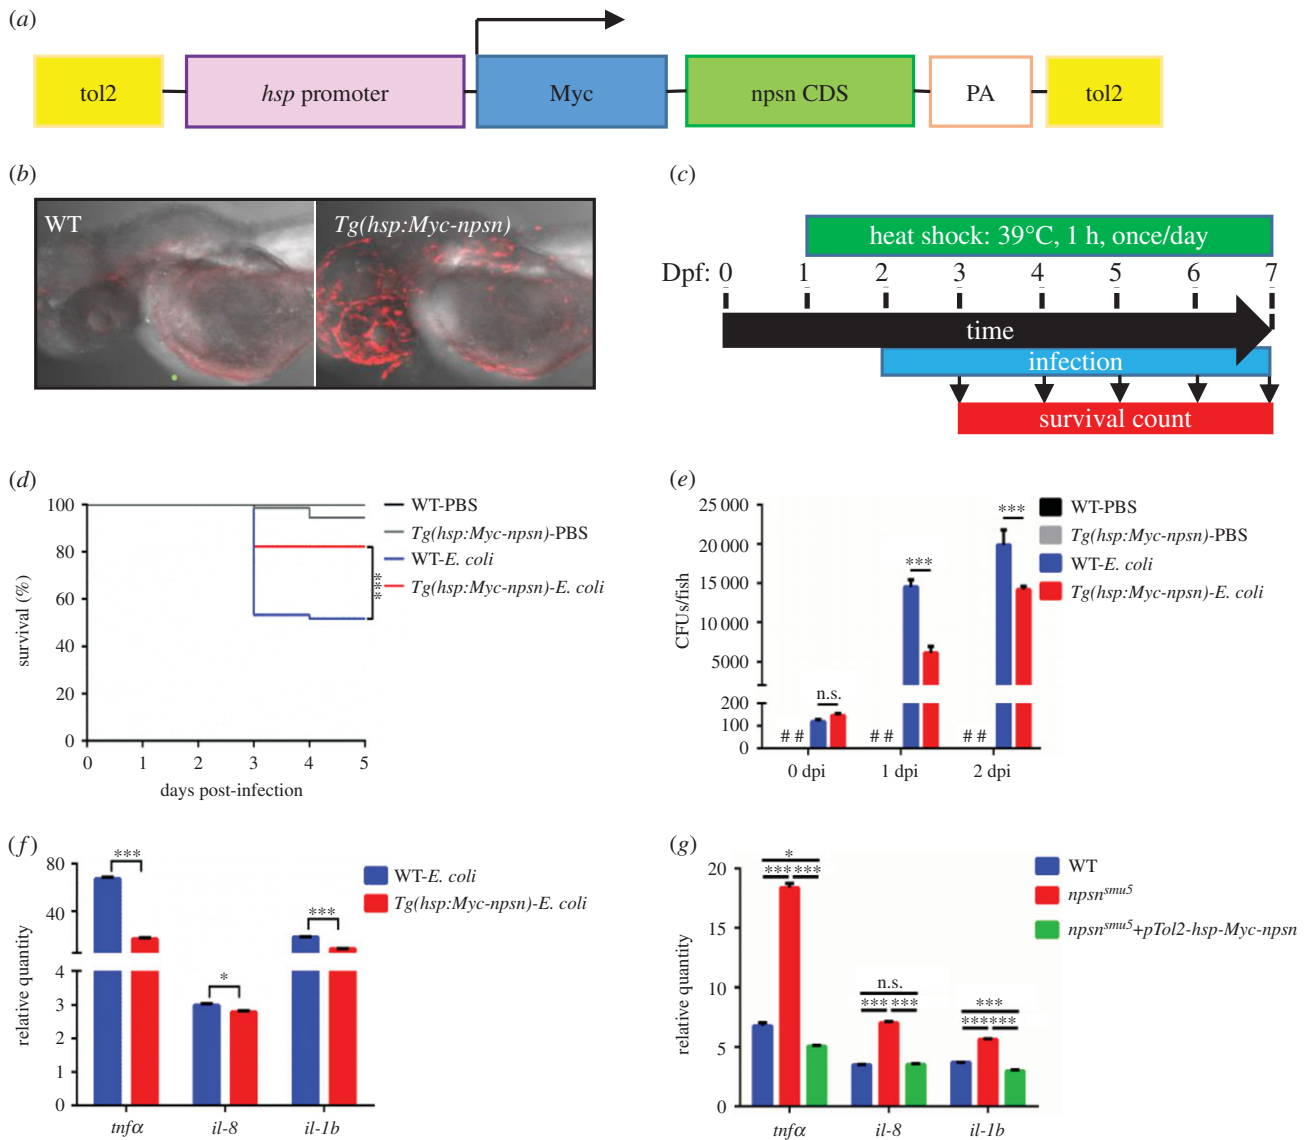 (a)
tol2 hsp promoter Myc npsn CDS PA tol2
(b)
WT Tg(hsp:Myc-npsn)
(c)
heat shock: 39°C, 1 h, once/day
Dpf: 0 1 2 3 4 5 6 7
time
infection
survival count
(d)
100
80
60
40
20
0
survival (%)
0 1 2 3 4 5
days post-infection
WT-PBS
Tg(hsp:Myc-npsn)-PBS
WT-E. coli
Tg(hsp:Myc-npsn)-E. coli
***
(e)
25 000
20 000
15 000
10 000
5000
200
100
0
CFUs/fish
n.s.
***
***
# # # # # #
0 dpi 1 dpi 2 dpi
WT-PBS
Tg(hsp:Myc-npsn)-PBS
WT-E. coli
Tg(hsp:Myc-npsn)-E. coli
(f)
80
40
4
3
2
1
0
relative quantity
***
*
***
tnfα il-8 il-1b
WT-E. coli
Tg(hsp:Myc-npsn)-E. coli
(g)
20
15
10
5
0
relative quantity
*
*** ***
n.s.
*** ***
***
*** ***
tnfα il-8 il-1b
WT
npsn^smu5
npsn^smu5+pTol2-hsp-Myc-npsn